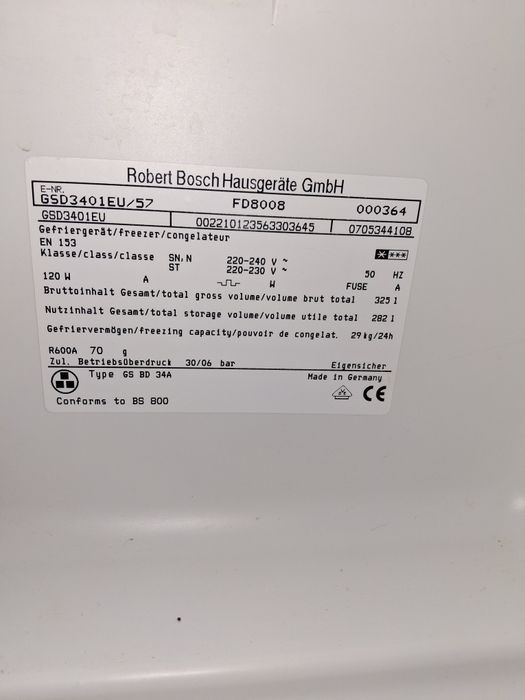 Robert Bosch Hausgeräte GmbH
E-NR.
GSD3401EU/57 FD8008 000364
GSD3401EU 002210123563303645 0705344108
Gefriergerät/freezer/congelateur
EN 153
Klasse/class/classe SN,N 220-240 V ~
ST 220-230 V ~ 50 HZ
120 W A W FUSE A
Bruttoinhalt Gesamt/total gross volume/volume brut total 325 l
Nutzinhalt Gesamt/total storage volume/volume utile total 282 l
Gefriervermögen/freezing capacity/pouvoir de congelat. 29 kg/24h
R600A 70 g
Zul. Betriebsüberdruck 30/06 bar Eigensicher
Type GS BD 34A Made in Germany
Conforms to BS 800 CE